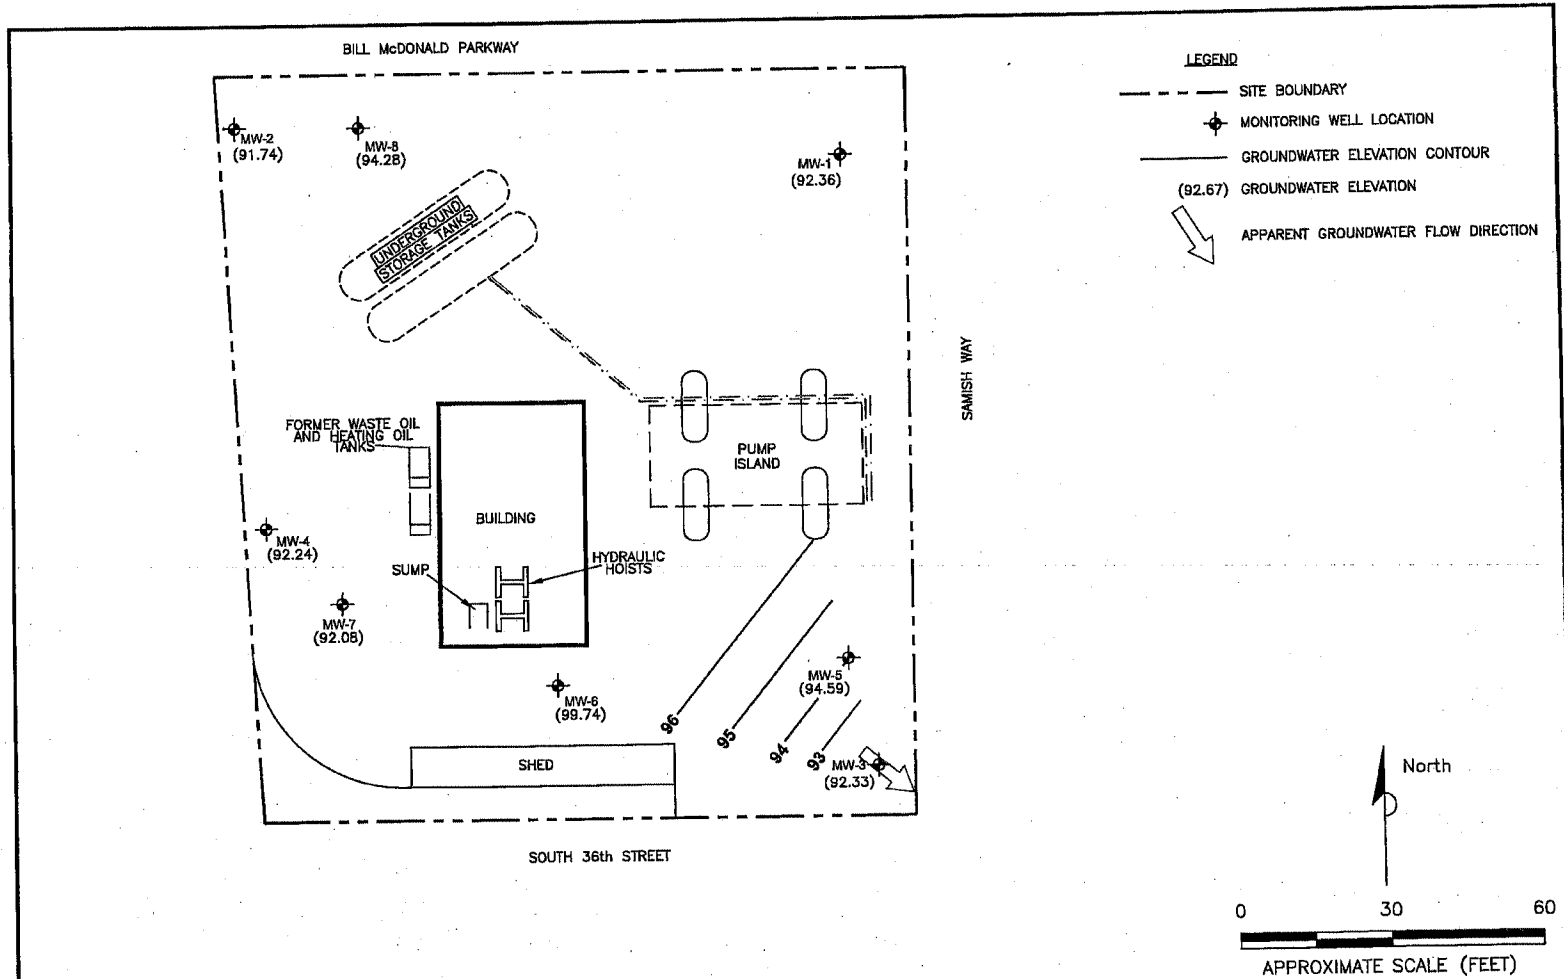 BILL McDONALD PARKWAY
LEGEND
SITE BOUNDARY
MONITORING WELL LOCATION
GROUNDWATER ELEVATION CONTOUR
(92.67) GROUNDWATER ELEVATION
APPARENT GROUNDWATER FLOW DIRECTION
MW-2
(91.74)
MW-8
(94.28)
MW-1
(92.36)
UNDERGROUND
STORAGE TANKS
SAMISH WAY
FORMER WASTE OIL
AND HEATING OIL
TANKS
PUMP
ISLAND
BUILDING
MW-4
(92.24)
SUMP
HYDRAULIC
HOISTS
MW-7
(92.08)
MW-6
(99.74)
MW-5
(94.59)
96
95
94
93
SHED
MW-3
(92.33)
SOUTH 36th STREET
North
0 30 60
APPROXIMATE SCALE (FEET)